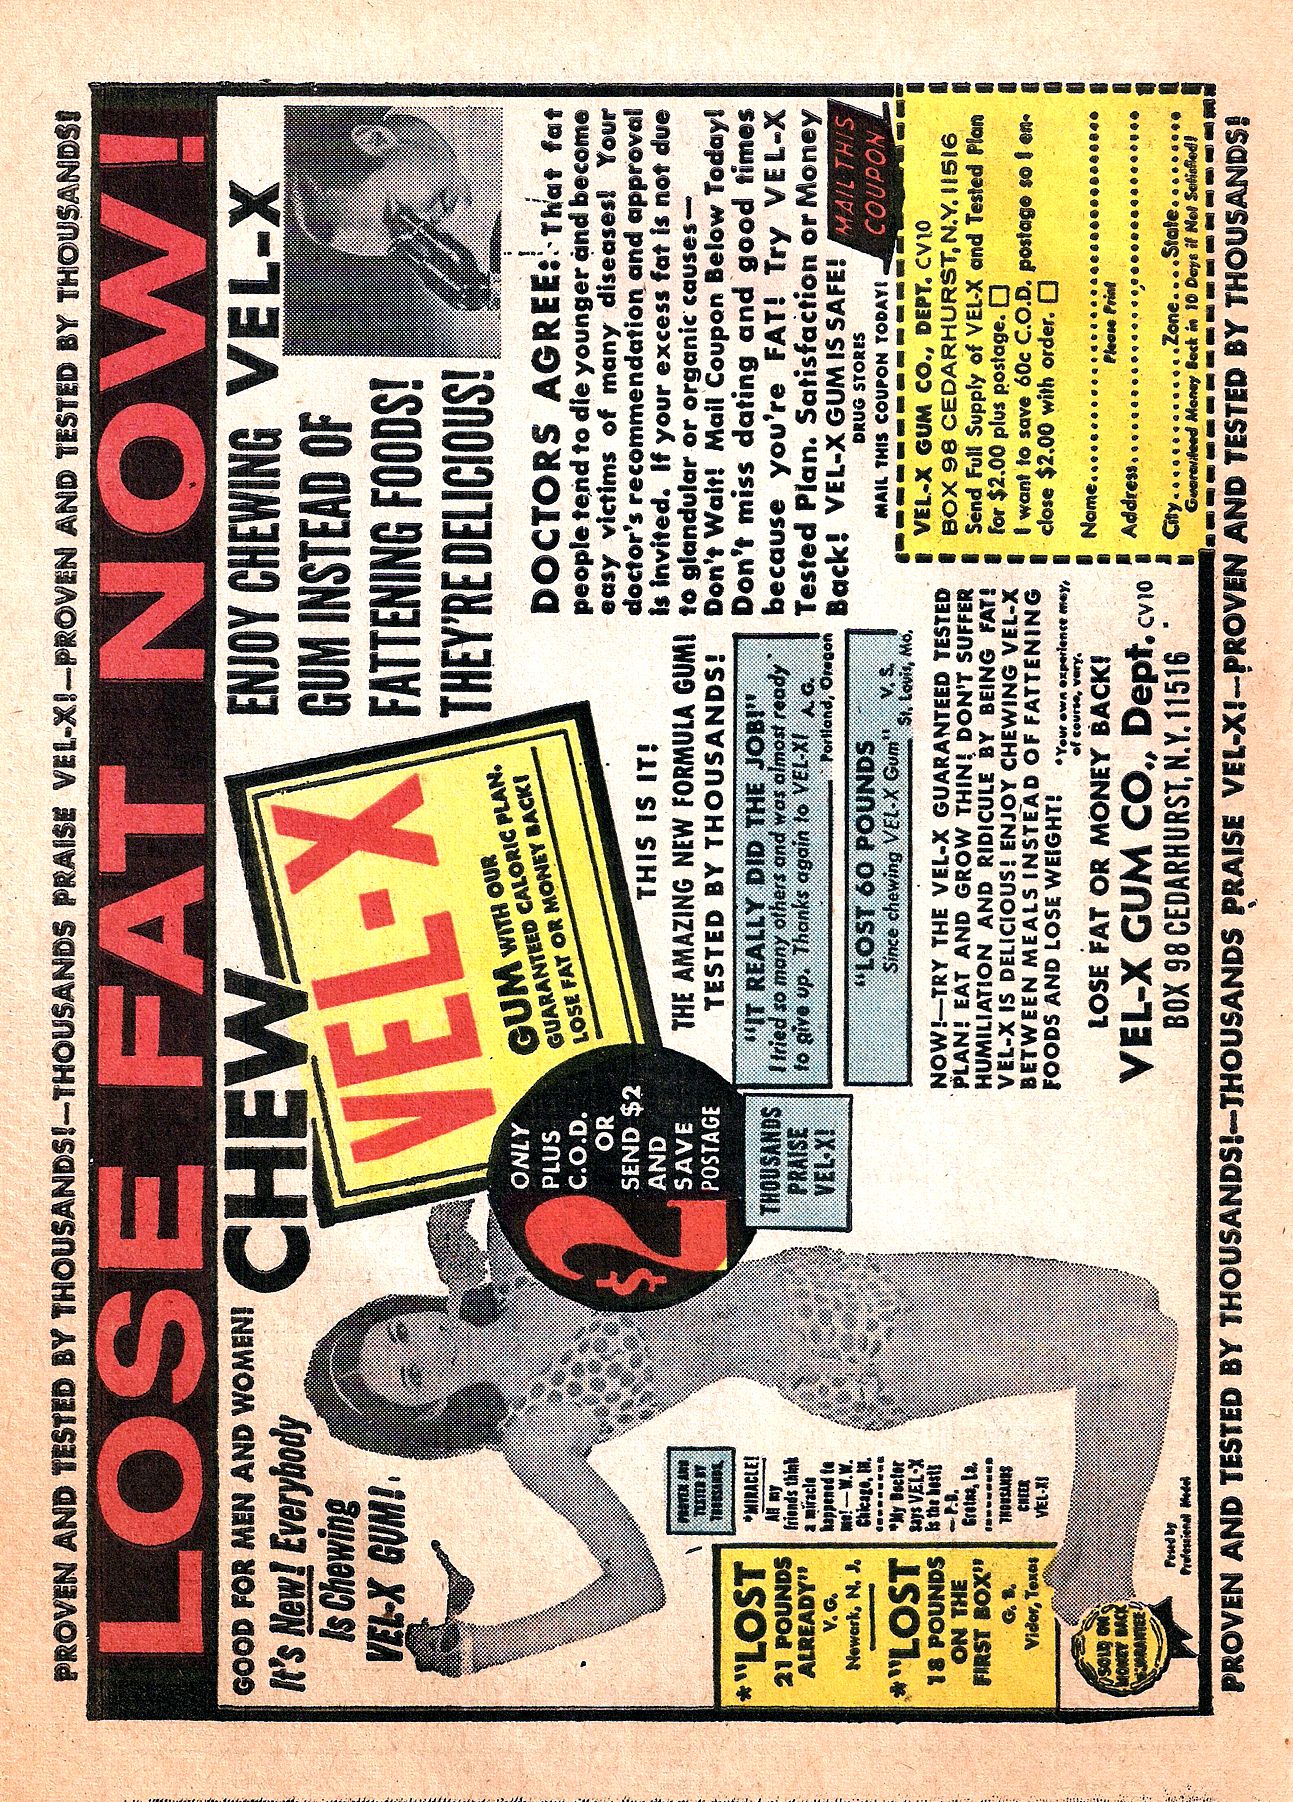 PROVEN AND TESTED BY THOUSANDS!—THOUSANDS PRAISE VEL-X!—PROVEN AND TESTED BY THOUSANDS!
LOSE FAT NOW!
GOOD FOR MEN AND WOMEN!
It's New! Everybody
Is Chewing
VEL-X GUM!
CHEW
VEL-X
GUM WITH OUR
GUARANTEED CALORIC PLAN.
LOSE FAT OR MONEY BACK!
ONLY
$2
PLUS
C.O.D.
OR
SEND $2
AND
SAVE
POSTAGE
ENJOY CHEWING VEL-X
GUM INSTEAD OF
FATTENING FOODS!
THEY'RE DELICIOUS!
THIS IS IT!
THE AMAZING NEW FORMULA GUM!
TESTED BY THOUSANDS!
THOUSANDS
PRAISE
VEL-X!
"IT REALLY DID THE JOB!"
I tried so many others and was almost ready
to give up. Thanks again to VEL-X! A. G.
Portland, Oregon
"LOST 60 POUNDS
Since chewing VEL-X Gum" V. S.
St. Louis, Mo.
NOW!—TRY THE VEL-X GUARANTEED TESTED
PLAN! EAT AND GROW THIN! DON'T SUFFER
HUMILIATION AND RIDICULE BY BEING FAT!
VEL-X IS DELICIOUS! ENJOY CHEWING VEL-X
BETWEEN MEALS INSTEAD OF FATTENING
FOODS AND LOSE WEIGHT!
*Your own experience may,
of course, vary.
LOSE FAT OR MONEY BACK!
VEL-X GUM CO., Dept. CV10
BOX 98 CEDARHURST, N.Y. 11516
DOCTORS AGREE: That fat
people tend to die younger and become
easy victims of many diseases! Your
doctor's recommendation and approval
is invited. If your excess fat is not due
to glandular or organic causes—
Don't Wait! Mail Coupon Below Today!
Don't miss dating and good times
because you're FAT! Try VEL-X
Tested Plan. Satisfaction or Money
Back! VEL-X GUM IS SAFE!
DRUG STORES
MAIL THIS COUPON TODAY!
MAIL THIS
COUPON
VEL-X GUM CO., DEPT. CV10
BOX 98 CEDARHURST, N.Y. 11516
Send Full Supply of VEL-X and Tested Plan
for $2.00 plus postage. □
I want to save 60c C.O.D. postage so I en-
close $2.00 with order. □
Name
Please Print
Address
City Zone State
Guaranteed Money Back in 10 Days if Not Satisfied!
PROVEN AND
TESTED BY
THOUSANDS.
*MIRACLE!
All my
friends think
a miracle
happened to
me!—W.W.
Chicago, Ill.
"My Doctor
says VEL-X
is the best!
—P.B.
Gretna, La.
THOUSANDS
CHEER
VEL-X!
*"LOST
21 POUNDS
ALREADY"
V. G.
Newark, N. J.
*"LOST
18 POUNDS
ON THE
FIRST BOX"
G. B.
Vidor, Texas
SOLD ON
MONEY BACK
GUARANTEE
Posed by
Professional Model
PROVEN AND TESTED BY THOUSANDS!—THOUSANDS PRAISE VEL-X!—PROVEN AND TESTED BY THOUSANDS!